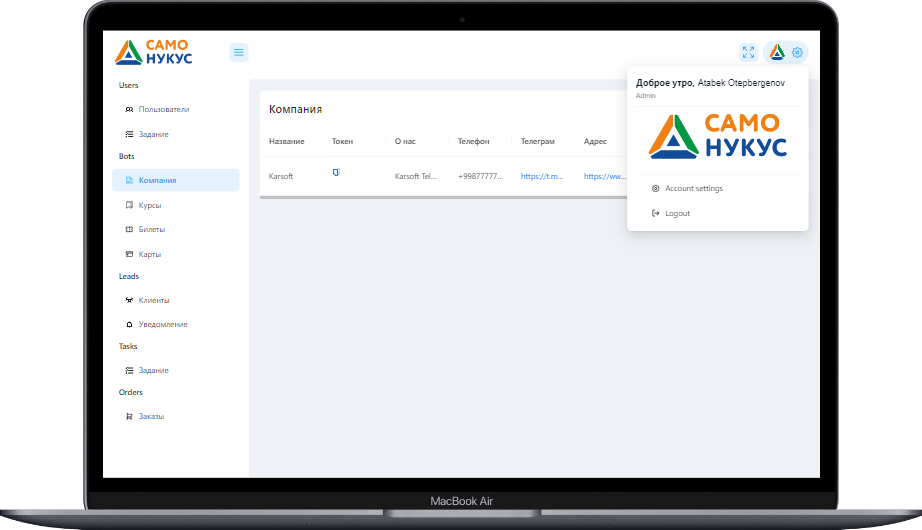 САМО
НУКУС
Users
Пользователи
Задание
Bots
Компания
Курсы
Билеты
Карты
Leads
Клиенты
Уведомление
Tasks
Задание
Orders
Заказы
Компания
Название Токен О нас Телефон Телеграм Адрес
Karsoft Karsoft Tel... +99877777... https://t.m... https://ww...
Доброе утро, Atabek Otepbergenov
Admin
САМО
НУКУС
Account settings
Logout
MacBook Air